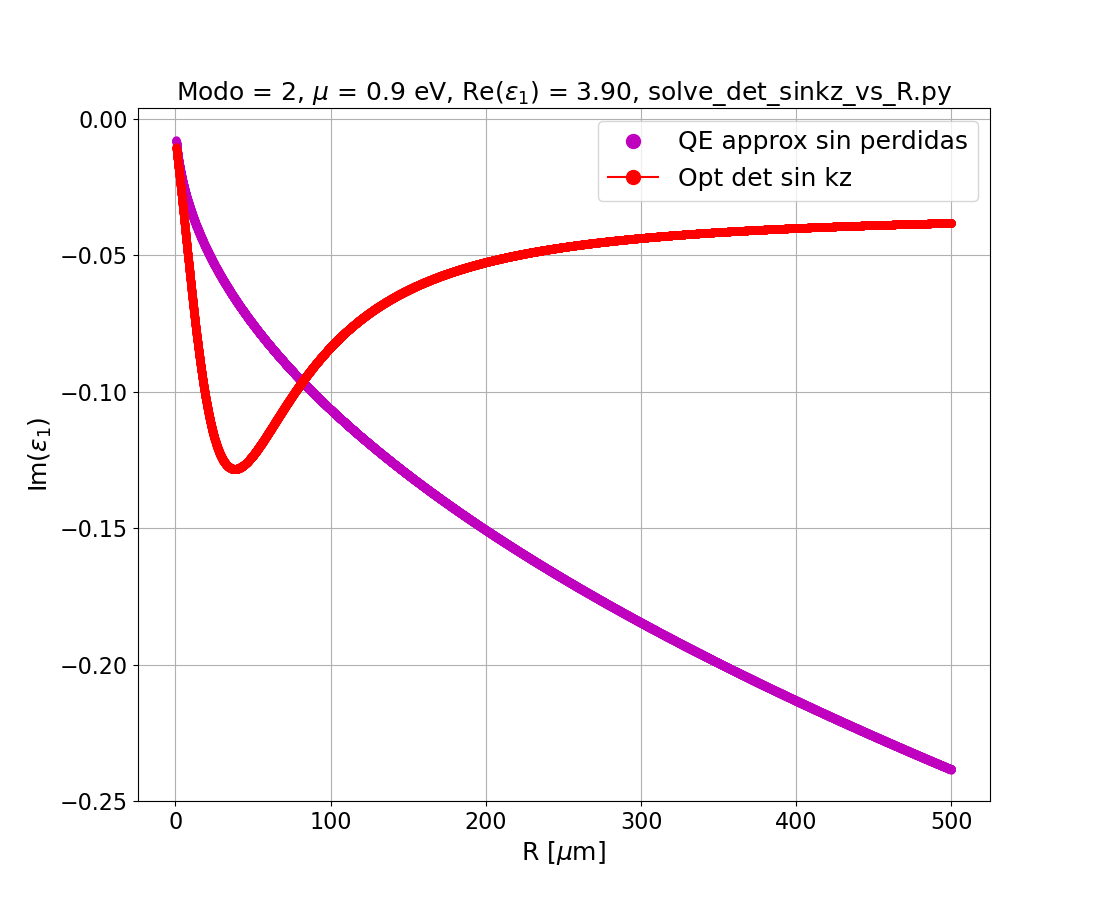 Modo = 2, μ = 0.9 eV, Re(ε₁) = 3.90, solve_det_sinkz_vs_R.py
QE approx sin perdidas
Opt det sin kz
0.00
−0.05
−0.10
−0.15
−0.20
−0.25
Im(ε₁)
0 100 200 300 400 500
R [μm]